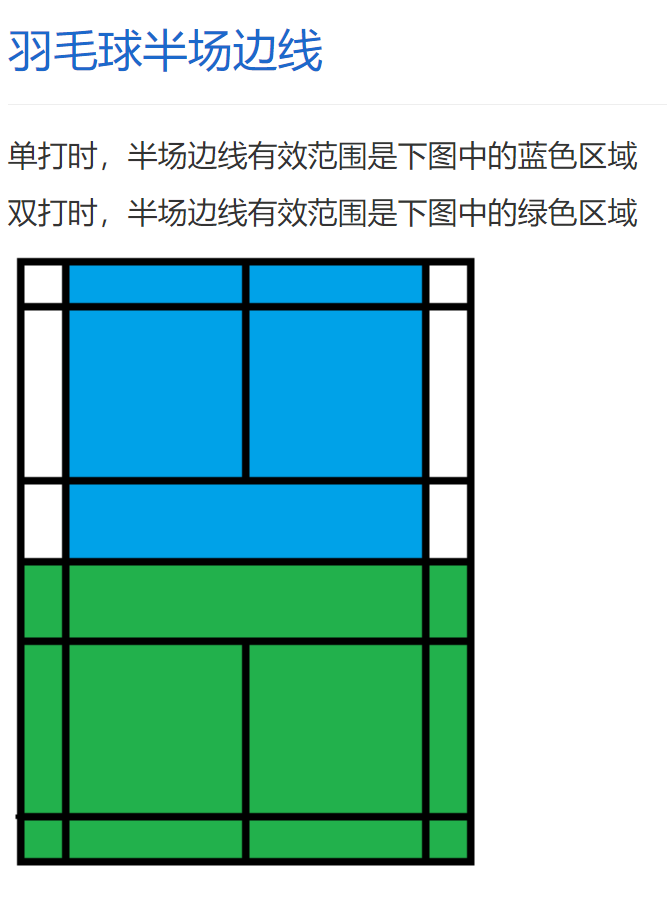 羽毛球半场边线
单打时，半场边线有效范围是下图中的蓝色区域
双打时，半场边线有效范围是下图中的绿色区域